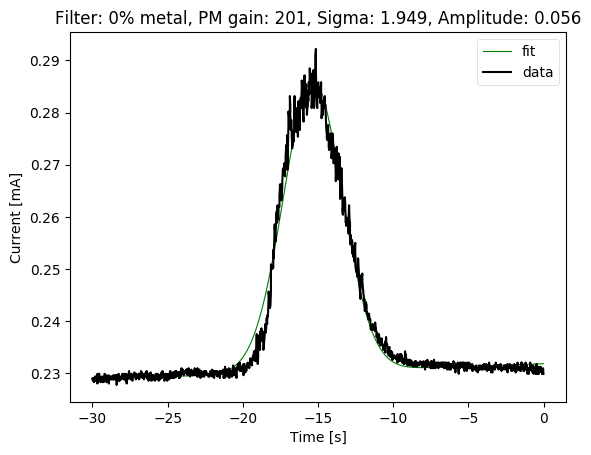 Filter: 0% metal, PM gain: 201, Sigma: 1.949, Amplitude: 0.056
fit
data
0.29
0.28
0.27
0.26
0.25
0.24
0.23
Current [mA]
−30
−25
−20
−15
−10
−5
0
Time [s]